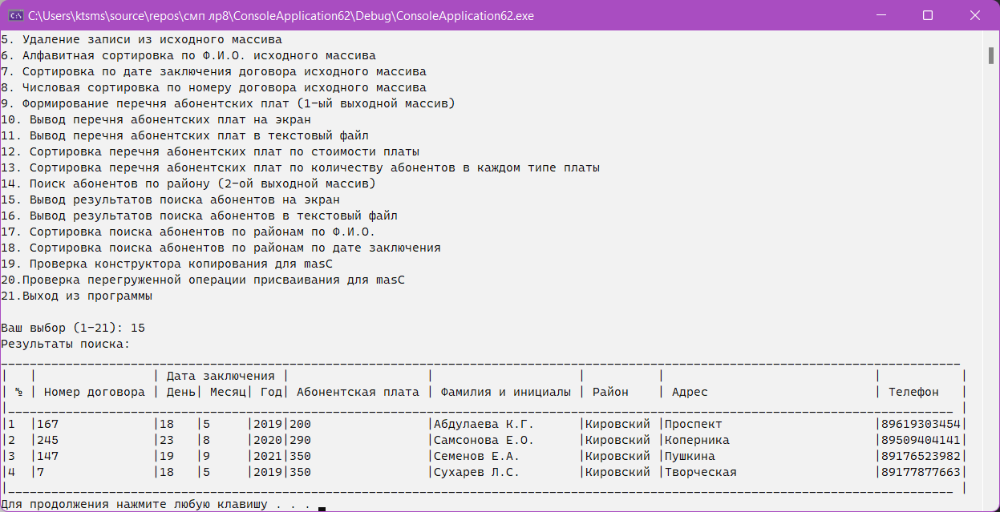 C:\Users\ktsms\source\repos\смп лр8\ConsoleApplication62\Debug\ConsoleApplication62.exe
5. Удаление записи из исходного массива
6. Алфавитная сортировка по Ф.И.О. исходного массива
7. Сортировка по дате заключения договора исходного массива
8. Числовая сортировка по номеру договора исходного массива
9. Формирование перечня абонентских плат (1-ый выходной массив)
10. Вывод перечня абонентских плат на экран
11. Вывод перечня абонентских плат в текстовый файл
12. Сортировка перечня абонентских плат по стоимости платы
13. Сортировка перечня абонентских плат по количеству абонентов в каждом типе платы
14. Поиск абонентов по району (2-ой выходной массив)
15. Вывод результатов поиска абонентов на экран
16. Вывод результатов поиска абонентов в текстовый файл
17. Сортировка поиска абонентов по районам по Ф.И.О.
18. Сортировка поиска абонентов по районам по дате заключения
19. Проверка конструктора копирования для masC
20.Проверка перегруженной операции присваивания для masC
21.Выход из программы
Ваш выбор (1-21): 15
Результаты поиска:
| | | Дата заключения | | | | | |
| № | Номер договора | День| Месяц| Год| Абонентская плата | Фамилия и инициалы | Район | Адрес | Телефон |
|1 |167 |18 |5 |2019|200 |Абдулаева К.Г. |Кировский |Проспект |89619303454|
|2 |245 |23 |8 |2020|290 |Самсонова Е.О. |Кировский |Коперника |89509404141|
|3 |147 |19 |9 |2021|350 |Семенов Е.А. |Кировский |Пушкина |89176523982|
|4 |7 |18 |5 |2019|350 |Сухарев Л.С. |Кировский |Творческая |89177877663|
Для продолжения нажмите любую клавишу . . .